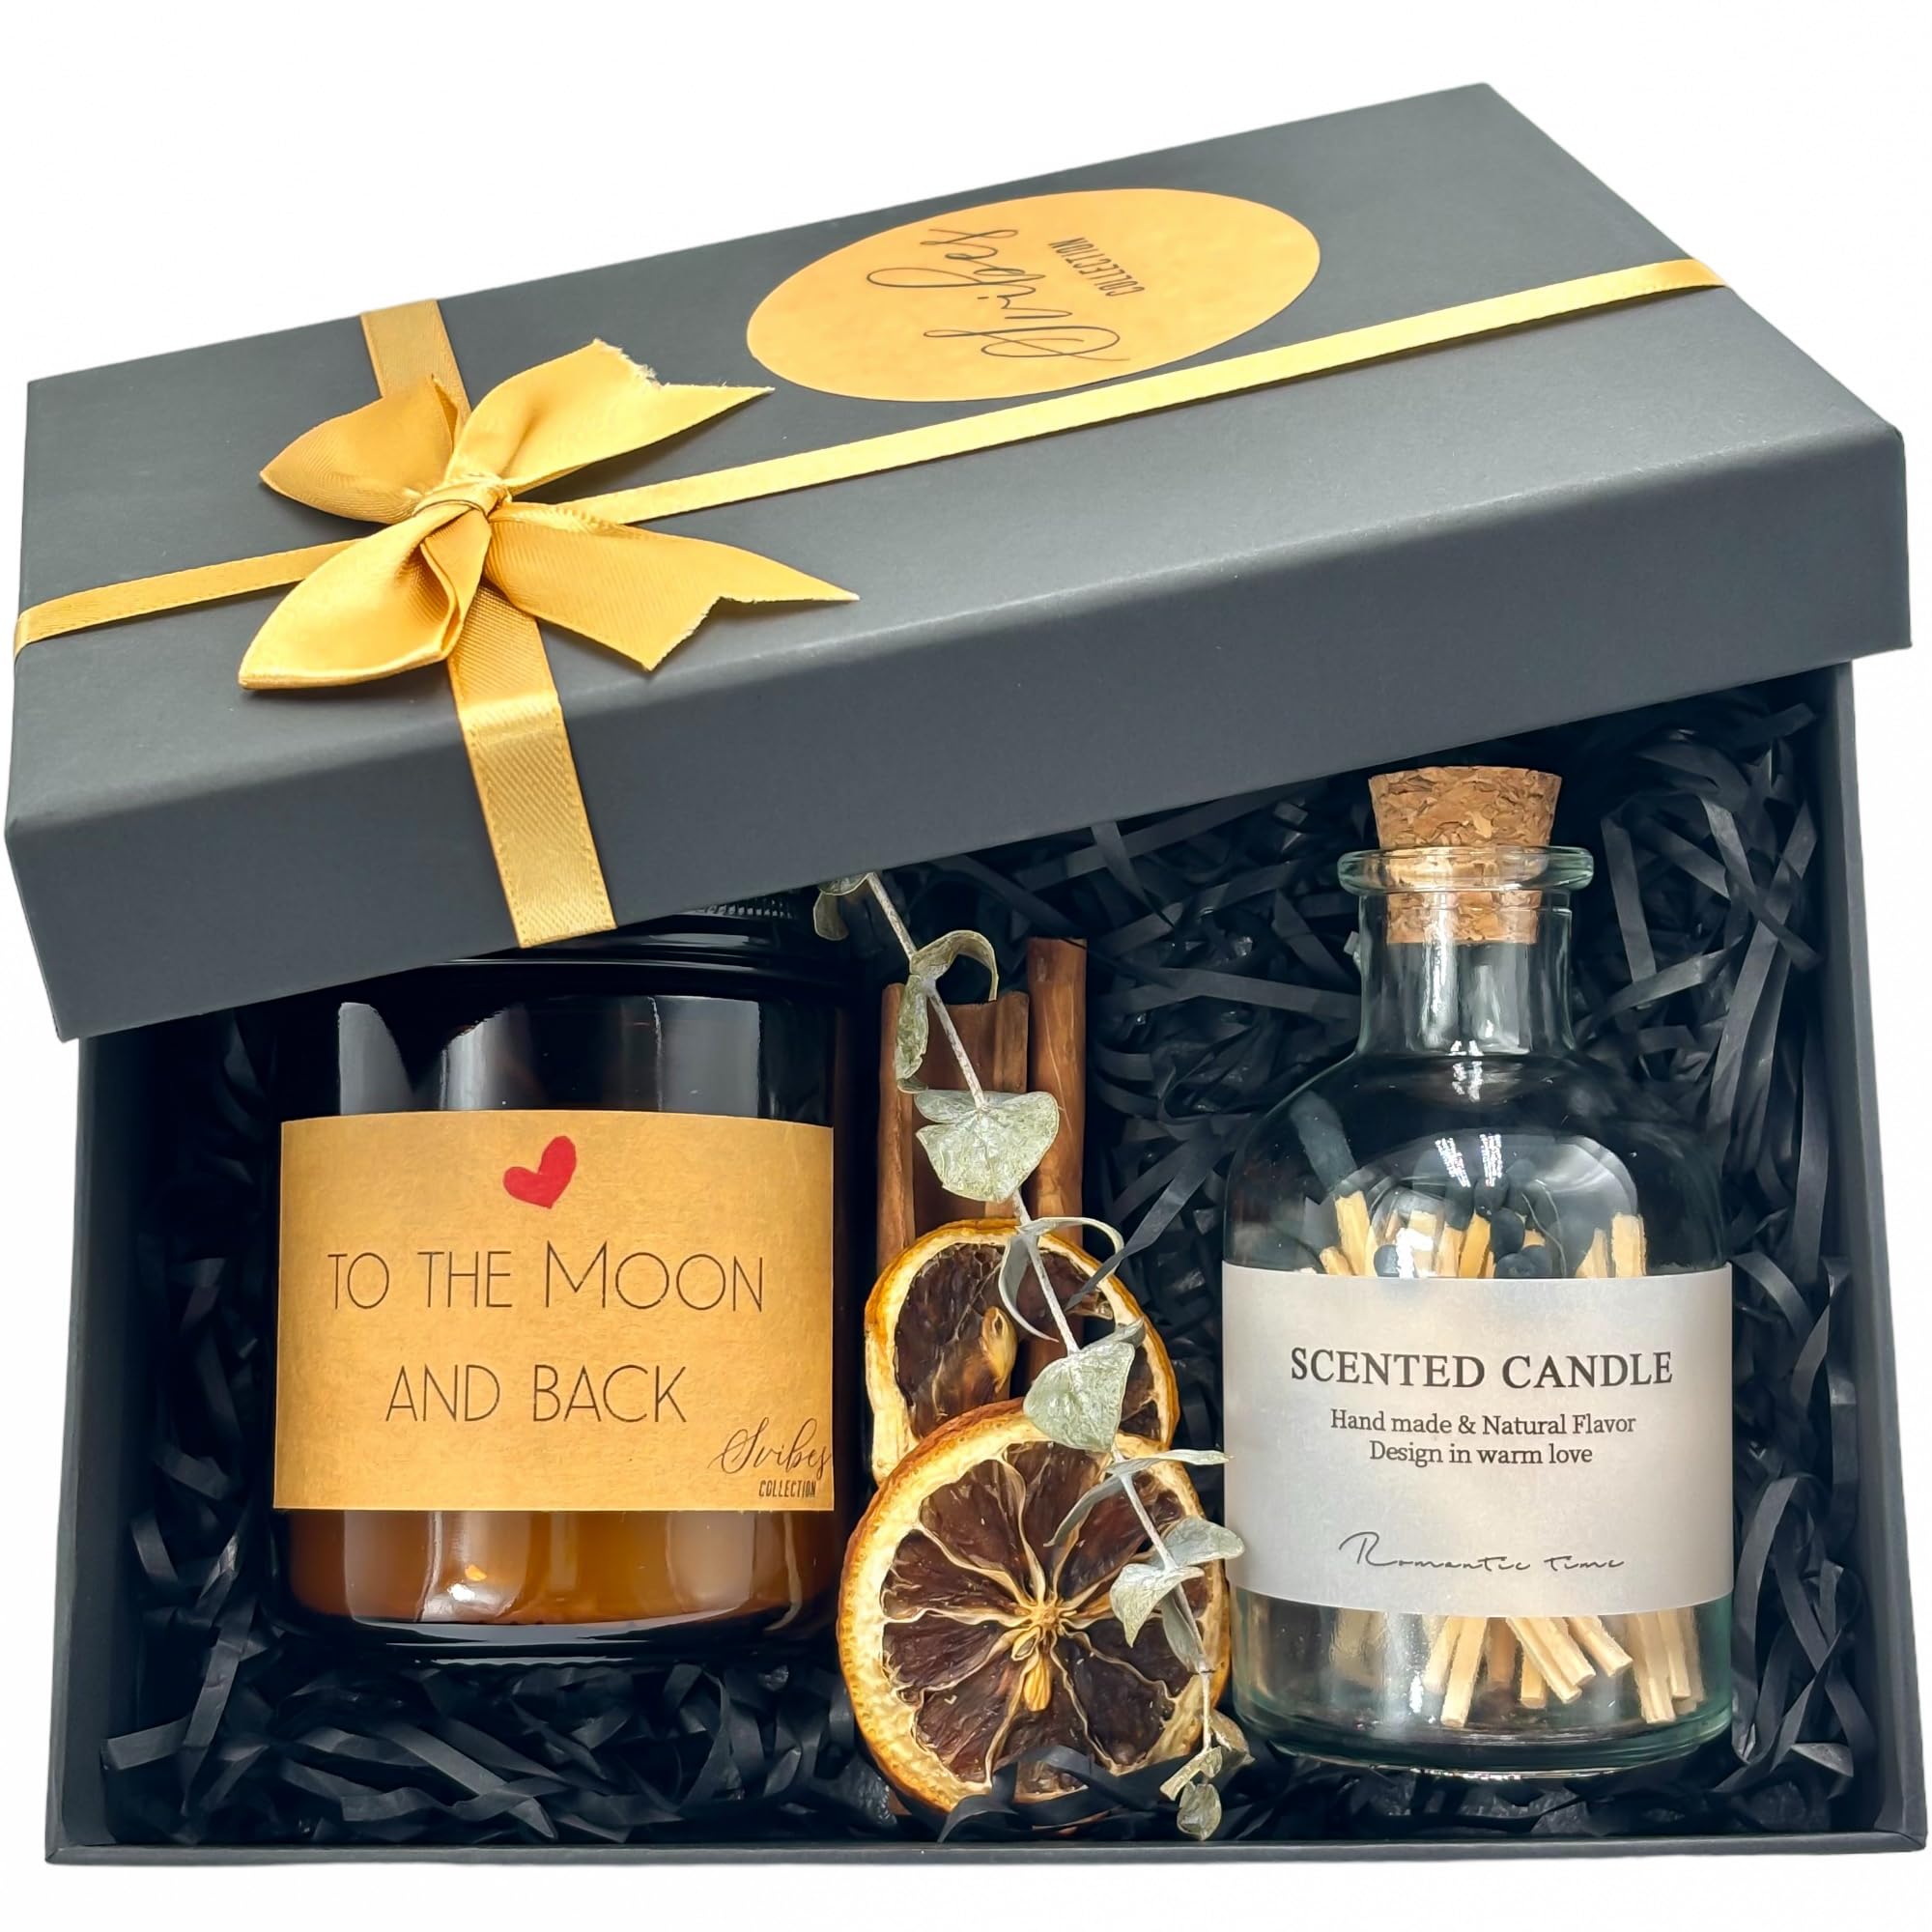 Svibes
COLLECTION
TO THE MOON
AND BACK
Svibes
COLLECTION
SCENTED CANDLE
Hand made & Natural Flavor
Design in warm love
Romantic time